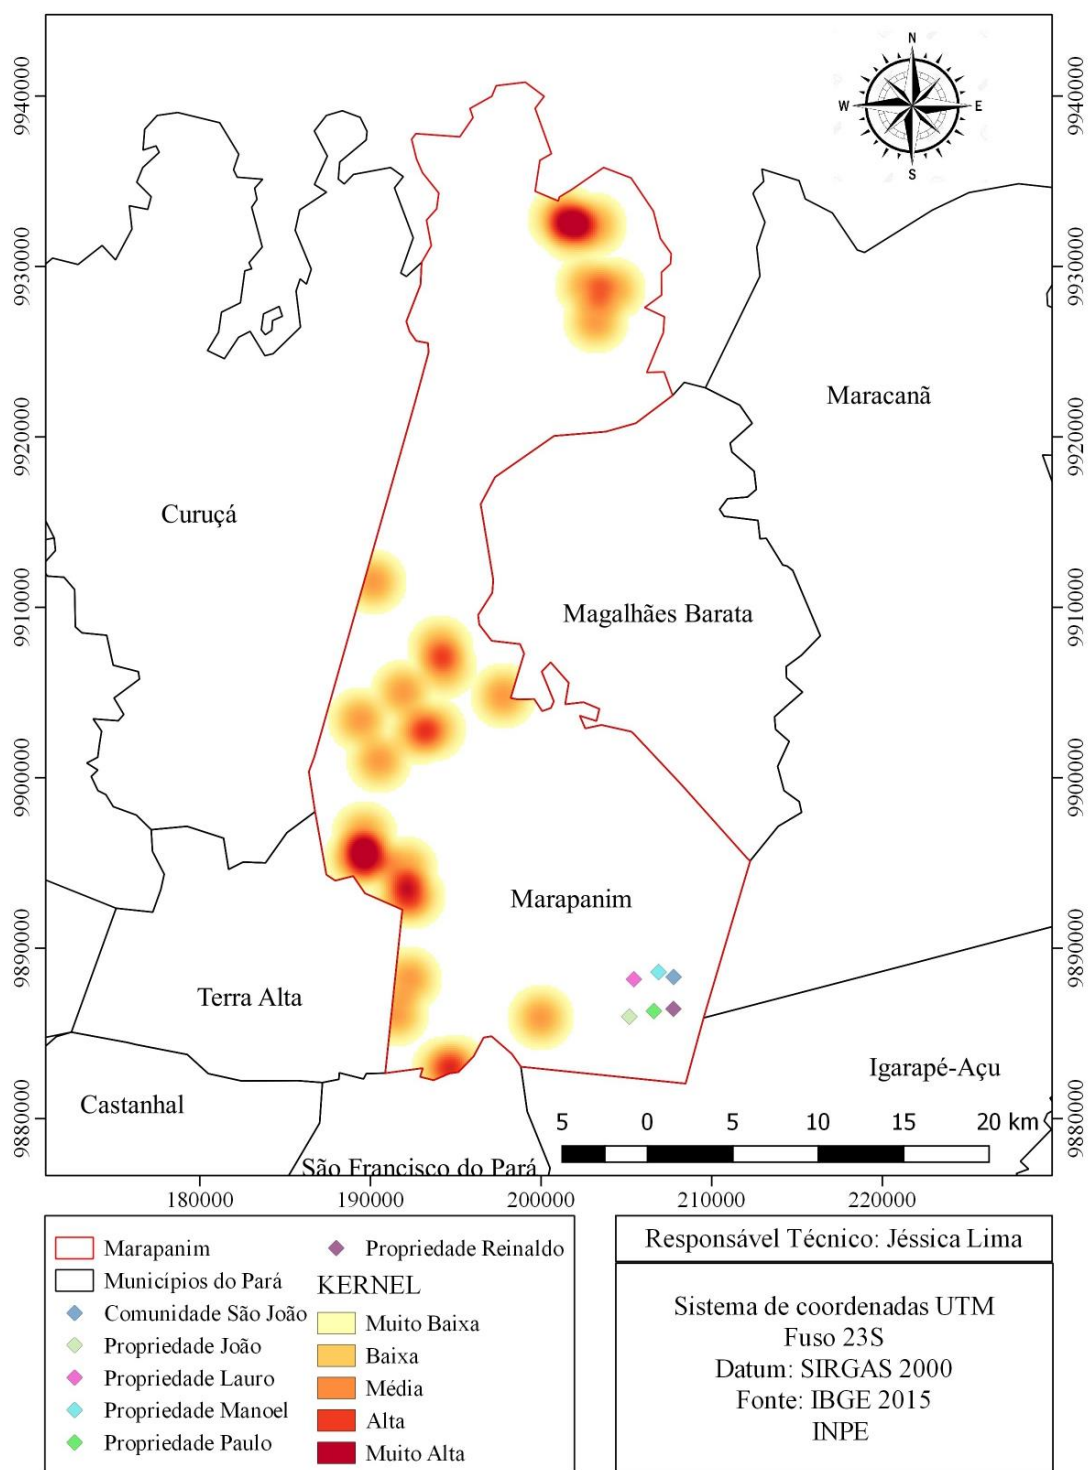 N
W
E
S
9940000
9940000
9930000
9930000
Maracanã
9920000
9920000
Curuçá
9910000
9910000
Magalhães Barata
9900000
9900000
Marapanim
9890000
9890000
Terra Alta
Igarapé-Açu
Castanhal
9880000
9880000
5 0 5 10 15 20 km
São Francisco do Pará
180000 190000 200000 210000 220000
Marapanim
Municípios do Pará
Comunidade São João
Propriedade João
Propriedade Lauro
Propriedade Manoel
Propriedade Paulo
Propriedade Reinaldo
KERNEL
Muito Baixa
Baixa
Média
Alta
Muito Alta
Responsável Técnico: Jéssica Lima
Sistema de coordenadas UTM
Fuso 23S
Datum: SIRGAS 2000
Fonte: IBGE 2015
INPE